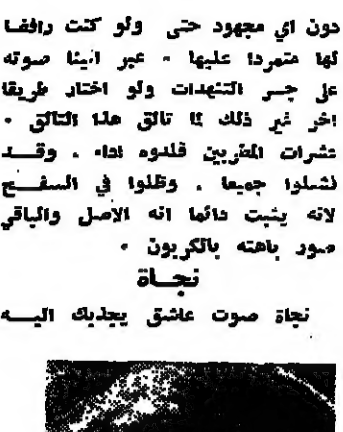 دون اي مجهود حتى ولو كنت رافضا
لها متمردا عليها . عبر الينا صوته
على جسر التنهدات ولو اختار طريقا
اخر غير ذلك لما تالق هذا التالق .
عشرات المطربين قلدوه اداء . وقد
فشلوا جميعا . وظلوا في السفح
لانه يثبت دائما انه الاصل والباقي
صور باهته بالكربون .
نجاة
نجاة صوت عاشق يجذبك اليه